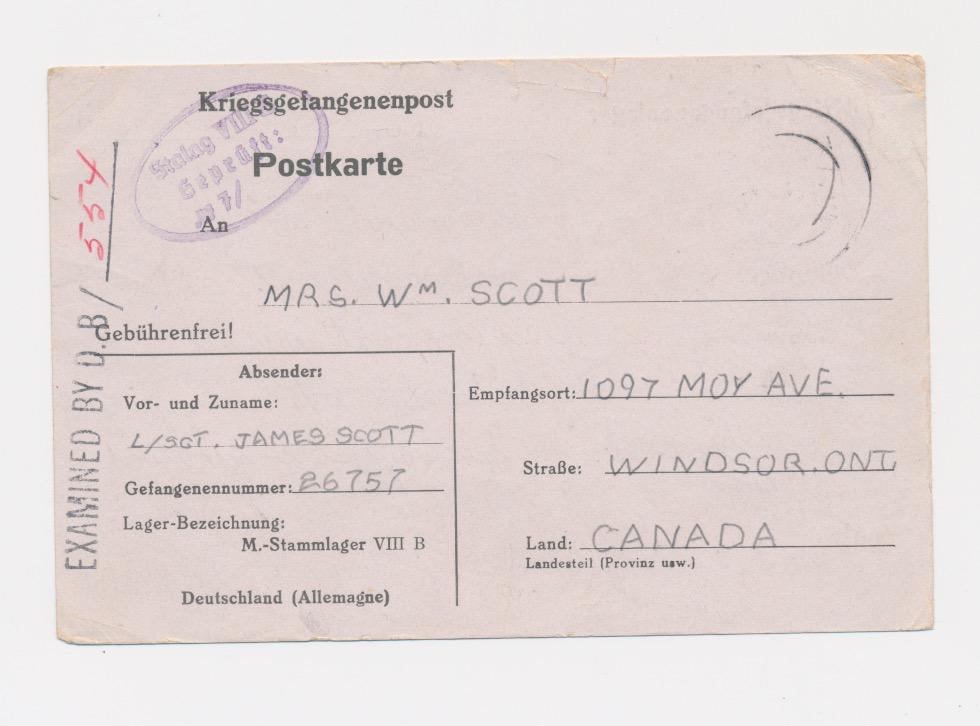 Kriegsgefangenenpost
Stalag VIII
Geprüft:
Postkarte
An
MRS. WM. SCOTT
Gebührenfrei!
EXAMINED BY D.B/ 554
Absender:
Vor- und Zuname:
L/SGT. JAMES SCOTT
Gefangenennummer: 26757
Lager-Bezeichnung:
M.-Stammlager VIII B
Deutschland (Allemagne)
Empfangsort: 1097 MOY AVE.
Straße: WINDSOR. ONT.
Land: CANADA
Landesteil (Provinz usw.)